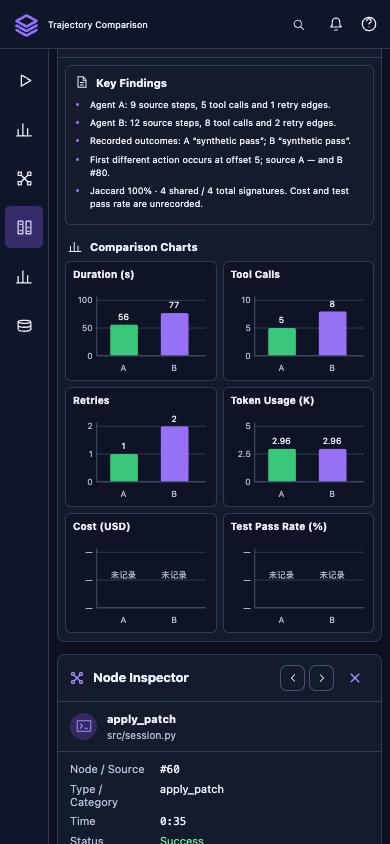 Trajectory Comparison
Key Findings
• Agent A: 9 source steps, 5 tool calls and 1 retry edges.
• Agent B: 12 source steps, 8 tool calls and 2 retry edges.
• Recorded outcomes: A “synthetic pass”; B “synthetic pass”.
• First different action occurs at offset 5; source A — and B
#80.
• Jaccard 100% · 4 shared / 4 total signatures. Cost and test
pass rate are unrecorded.
Comparison Charts
Duration (s)
100
50
0
56
77
A
B
Tool Calls
10
5
0
5
8
A
B
Retries
2
1
0
1
2
A
B
Token Usage (K)
5
2.5
0
2.96
2.96
A
B
Cost (USD)
—
—
—
未记录
未记录
A
B
Test Pass Rate (%)
—
—
—
未记录
未记录
A
B
Node Inspector
apply_patch
src/session.py
Node / Source #60
Type /
Category apply_patch
Time 0:35
Status Success